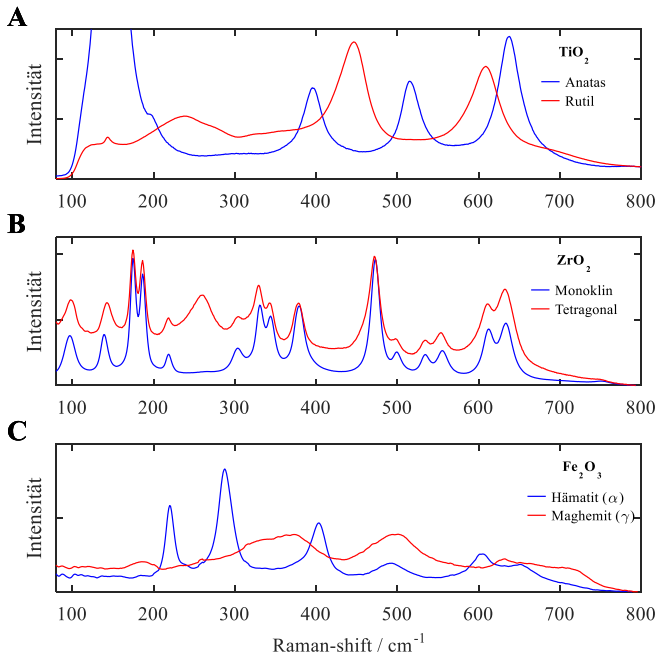 A
TiO2
Anatas
Rutil
Intensität
100 200 300 400 500 600 700 800
B
ZrO2
Monoklin
Tetragonal
Intensität
100 200 300 400 500 600 700 800
C
Fe2O3
Hämatit (α)
Maghemit (γ)
Intensität
100 200 300 400 500 600 700 800
Raman-shift / cm-1